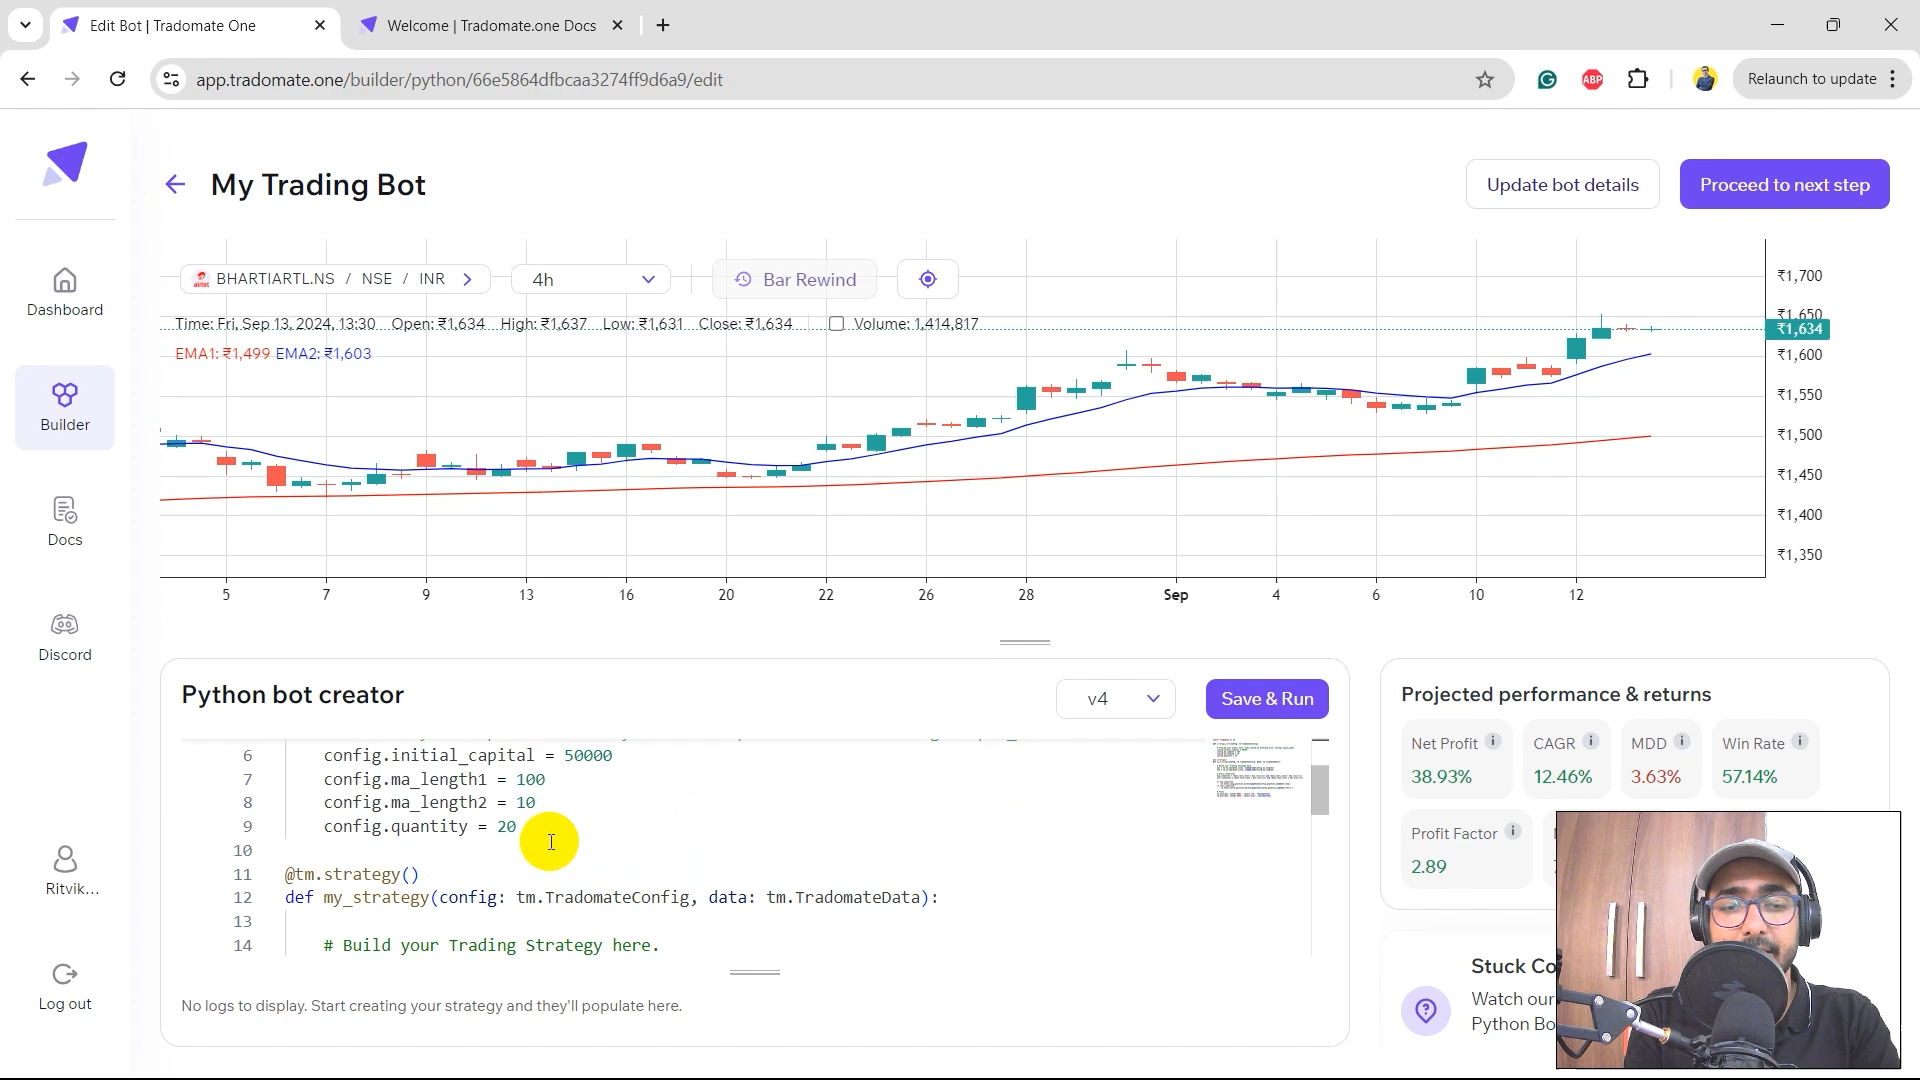 Edit Bot | Tradomate One
Welcome | Tradomate.one Docs
app.tradomate.one/builder/python/66e5864dfbcaa3274ff9d6a9/edit
ABP
Relaunch to update
My Trading Bot
Update bot details
Proceed to next step
Dashboard
Builder
Docs
Discord
Ritvik...
Log out
airtel
BHARTIARTL.NS / NSE / INR
4h
Bar Rewind
Time: Fri, Sep 13, 2024, 13:30 Open: ₹1,634 High: ₹1,637 Low: ₹1,631 Close: ₹1,634 Volume: 1,414,817
EMA1: ₹1,499 EMA2: ₹1,603
₹1,700
₹1,650
₹1,634
₹1,600
₹1,550
₹1,500
₹1,450
₹1,400
₹1,350
5 7 9 13 16 20 22 26 28 Sep 4 6 10 12
Python bot creator
v4
Save & Run
6 config.initial_capital = 50000
7 config.ma_length1 = 100
8 config.ma_length2 = 10
9 config.quantity = 20
10
11 @tm.strategy()
12 def my_strategy(config: tm.TradomateConfig, data: tm.TradomateData):
13
14 # Build your Trading Strategy here.
No logs to display. Start creating your strategy and they'll populate here.
Projected performance & returns
Net Profit
38.93%
CAGR
12.46%
MDD
3.63%
Win Rate
57.14%
Profit Factor
2.89
Stuck Co
Watch our
Python Bo